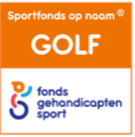 Sportfonds op naam®
GOLF
fonds
gehandicapten
sport